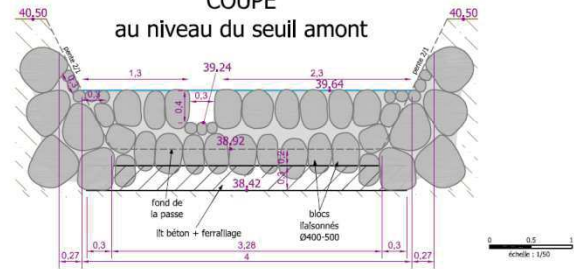 COUPE
au niveau du seuil amont
40,50
40,50
pente 2/1
pente 2/1
39,24
1,3
2,3
39,64
0,3
0,3
0,3
0,4
38,92
0,2
38,42
fond de
la passe
lit béton + ferraillage
blocs
liaisonnés
Ø400-500
0,3
3,28
0,3
0,27
4
0,27
0
0,5
1
échelle : 1/50